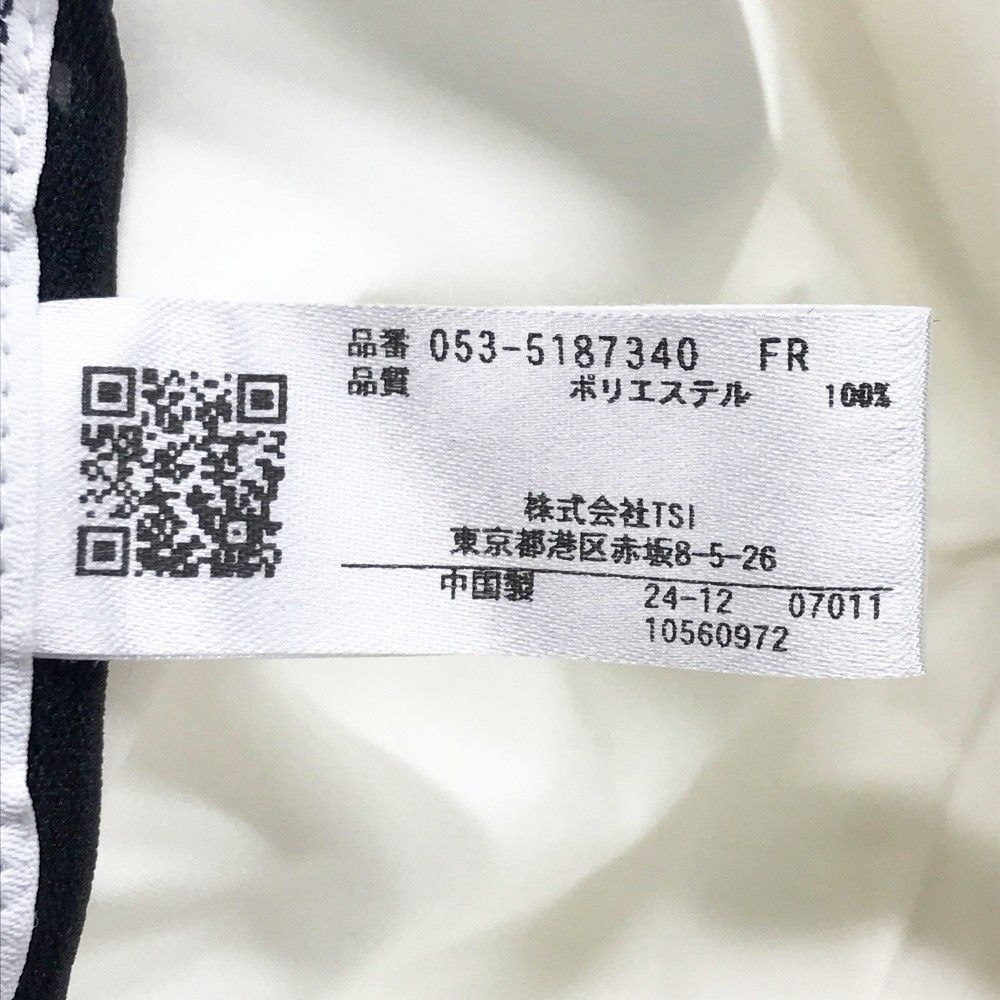 品番 053-5187340 FR
品質 ポリエステル 100%
株式会社TSI
東京都港区赤坂8-5-26
中国製 24-12 07011
10560972